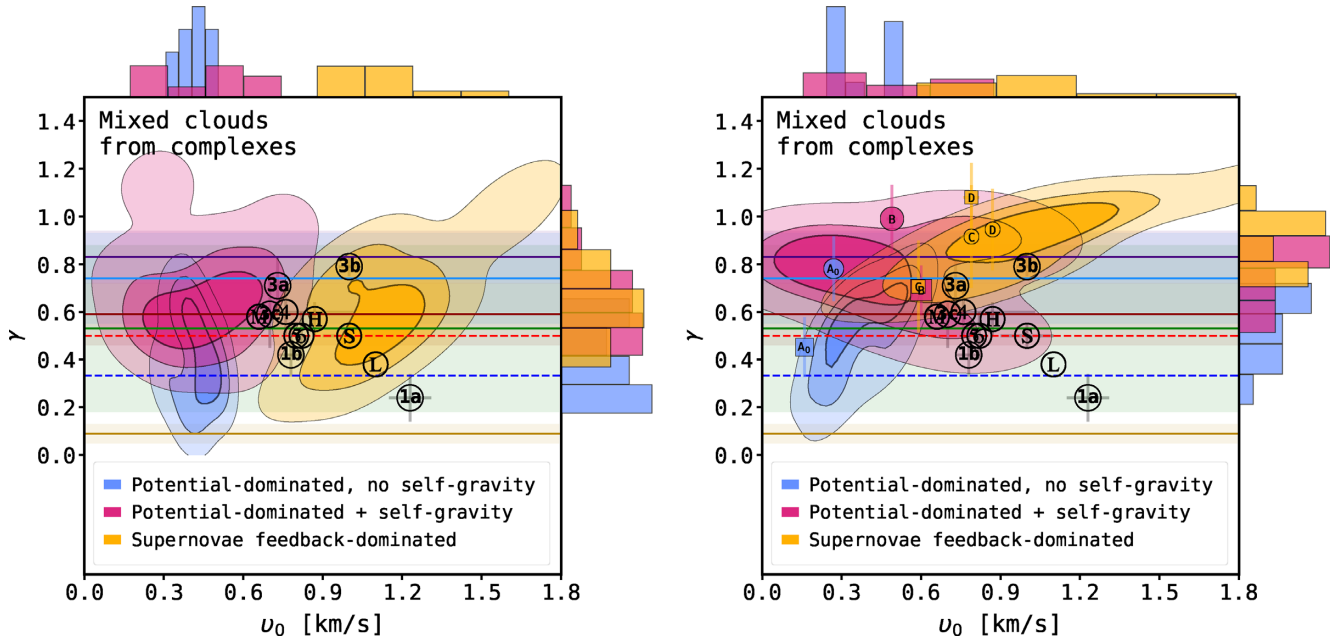 Mixed clouds
from complexes
γ
1.4
1.2
1.0
0.8
0.6
0.4
0.2
0.0
3b
3a
M
4
H
6
S
1b
L
1a
Potential-dominated, no self-gravity
Potential-dominated + self-gravity
Supernovae feedback-dominated
0.0 0.3 0.6 0.9 1.2 1.5 1.8
υ₀ [km/s]
Mixed clouds
from complexes
γ
1.4
1.2
1.0
0.8
0.6
0.4
0.2
0.0
D
B
D
C
A₀
3b
3a
C
B
M
4
H
6
S
A₀
1b
L
1a
Potential-dominated, no self-gravity
Potential-dominated + self-gravity
Supernovae feedback-dominated
0.0 0.3 0.6 0.9 1.2 1.5 1.8
υ₀ [km/s]